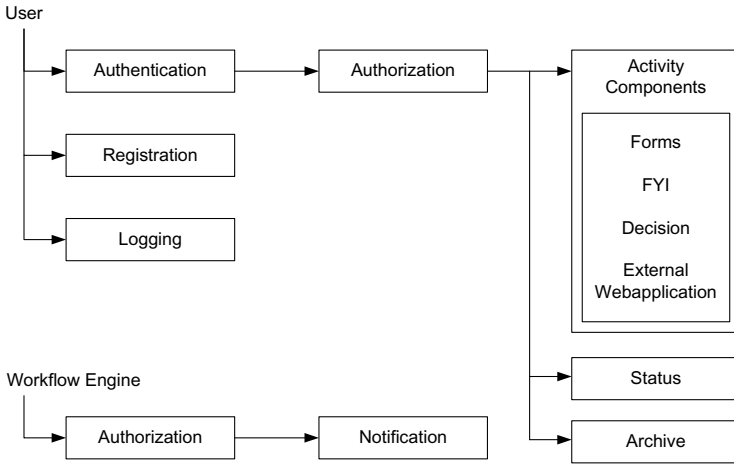 User
Authentication
Authorization
Activity
Components
Registration
Forms
FYI
Logging
Decision
External
Webapplication
Workflow Engine
Status
Authorization
Notification
Archive